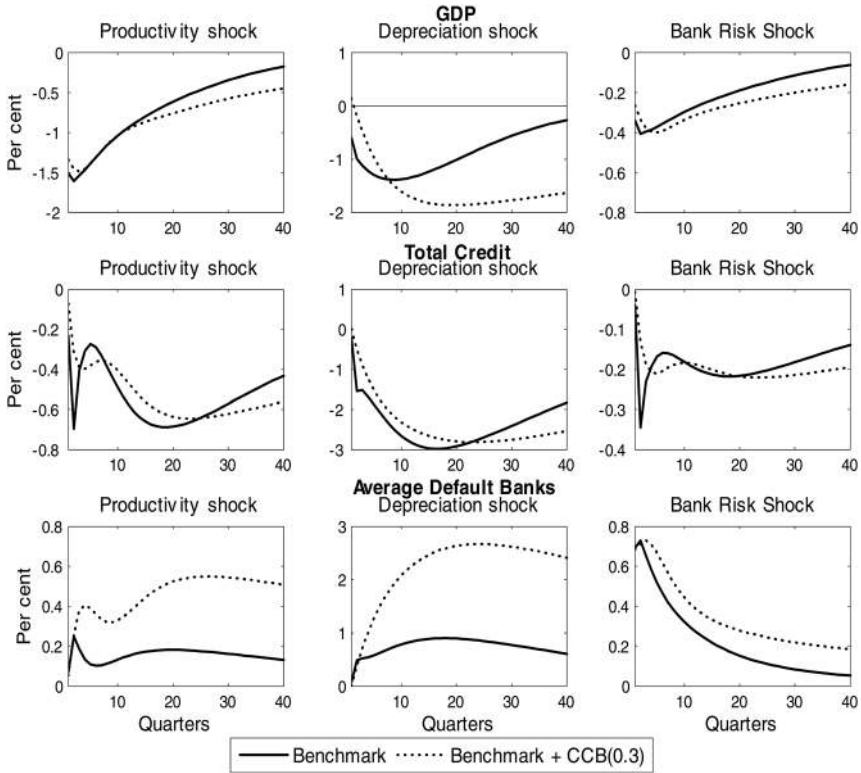 GDP
Productivity shock Depreciation shock Bank Risk Shock
Per cent
0 -0.5 -1 -1.5 -2
10 20 30 40
1 0 -1 -2
10 20 30 40
0 -0.2 -0.4 -0.6 -0.8
10 20 30 40
Total Credit
Productivity shock Depreciation shock Bank Risk Shock
Per cent
0 -0.2 -0.4 -0.6 -0.8
10 20 30 40
1 0 -1 -2 -3
10 20 30 40
0 -0.1 -0.2 -0.3 -0.4
10 20 30 40
Average Default Banks
Productivity shock Depreciation shock Bank Risk Shock
Per cent
0.8 0.6 0.4 0.2 0
10 20 30 40
3 2 1 0
10 20 30 40
0.8 0.6 0.4 0.2 0
10 20 30 40
Quarters Quarters Quarters
Benchmark Benchmark + CCB(0.3)